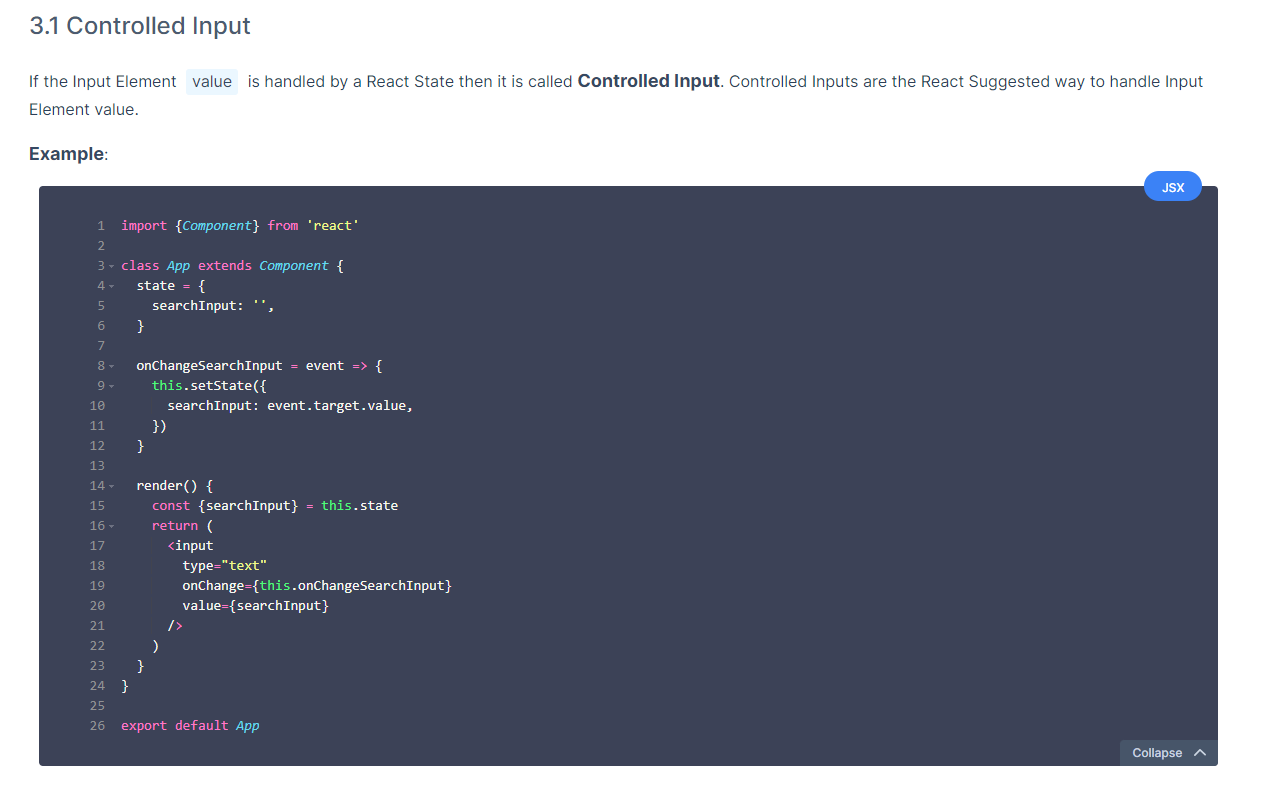 3.1 Controlled Input
If the Input Element value is handled by a React State then it is called Controlled Input. Controlled Inputs are the React Suggested way to handle Input
Element value.
Example:
JSX
1 import {Component} from 'react'
2
3 class App extends Component {
4   state = {
5     searchInput: '',
6   }
7
8   onChangeSearchInput = event => {
9     this.setState({
10       searchInput: event.target.value,
11     })
12   }
13
14   render() {
15     const {searchInput} = this.state
16     return (
17       <input
18         type="text"
19         onChange={this.onChangeSearchInput}
20         value={searchInput}
21       />
22     )
23   }
24 }
25
26 export default App
Collapse